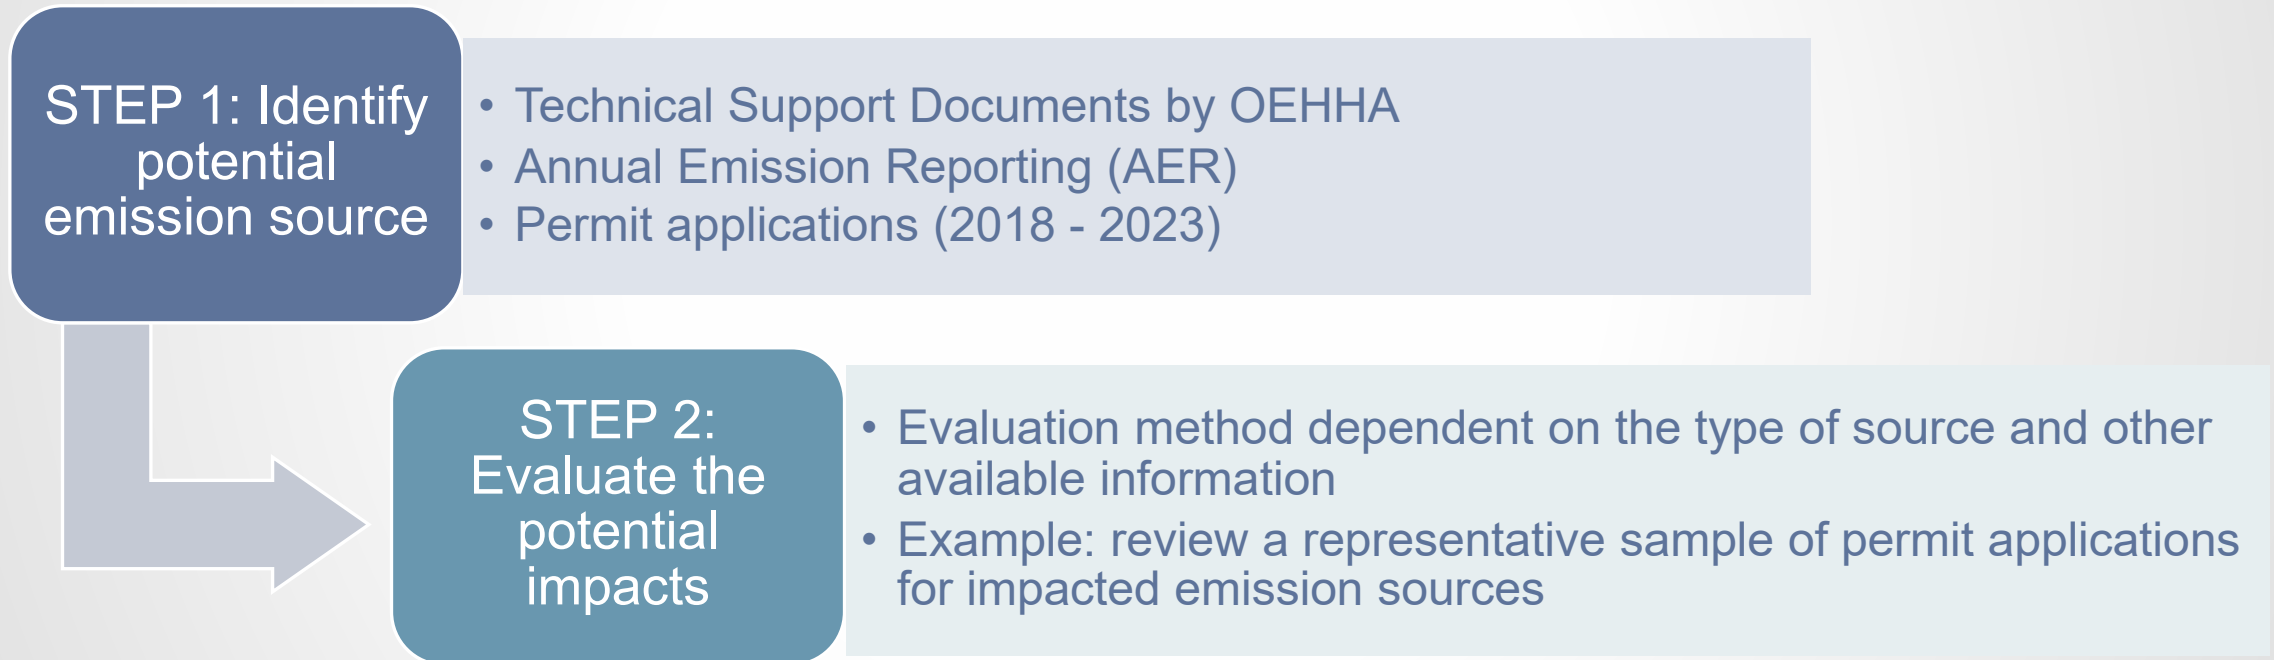 STEP 1: Identify
potential
emission source
• Technical Support Documents by OEHHA
• Annual Emission Reporting (AER)
• Permit applications (2018 - 2023)
STEP 2:
Evaluate the
potential
impacts
• Evaluation method dependent on the type of source and other
available information
• Example: review a representative sample of permit applications
for impacted emission sources